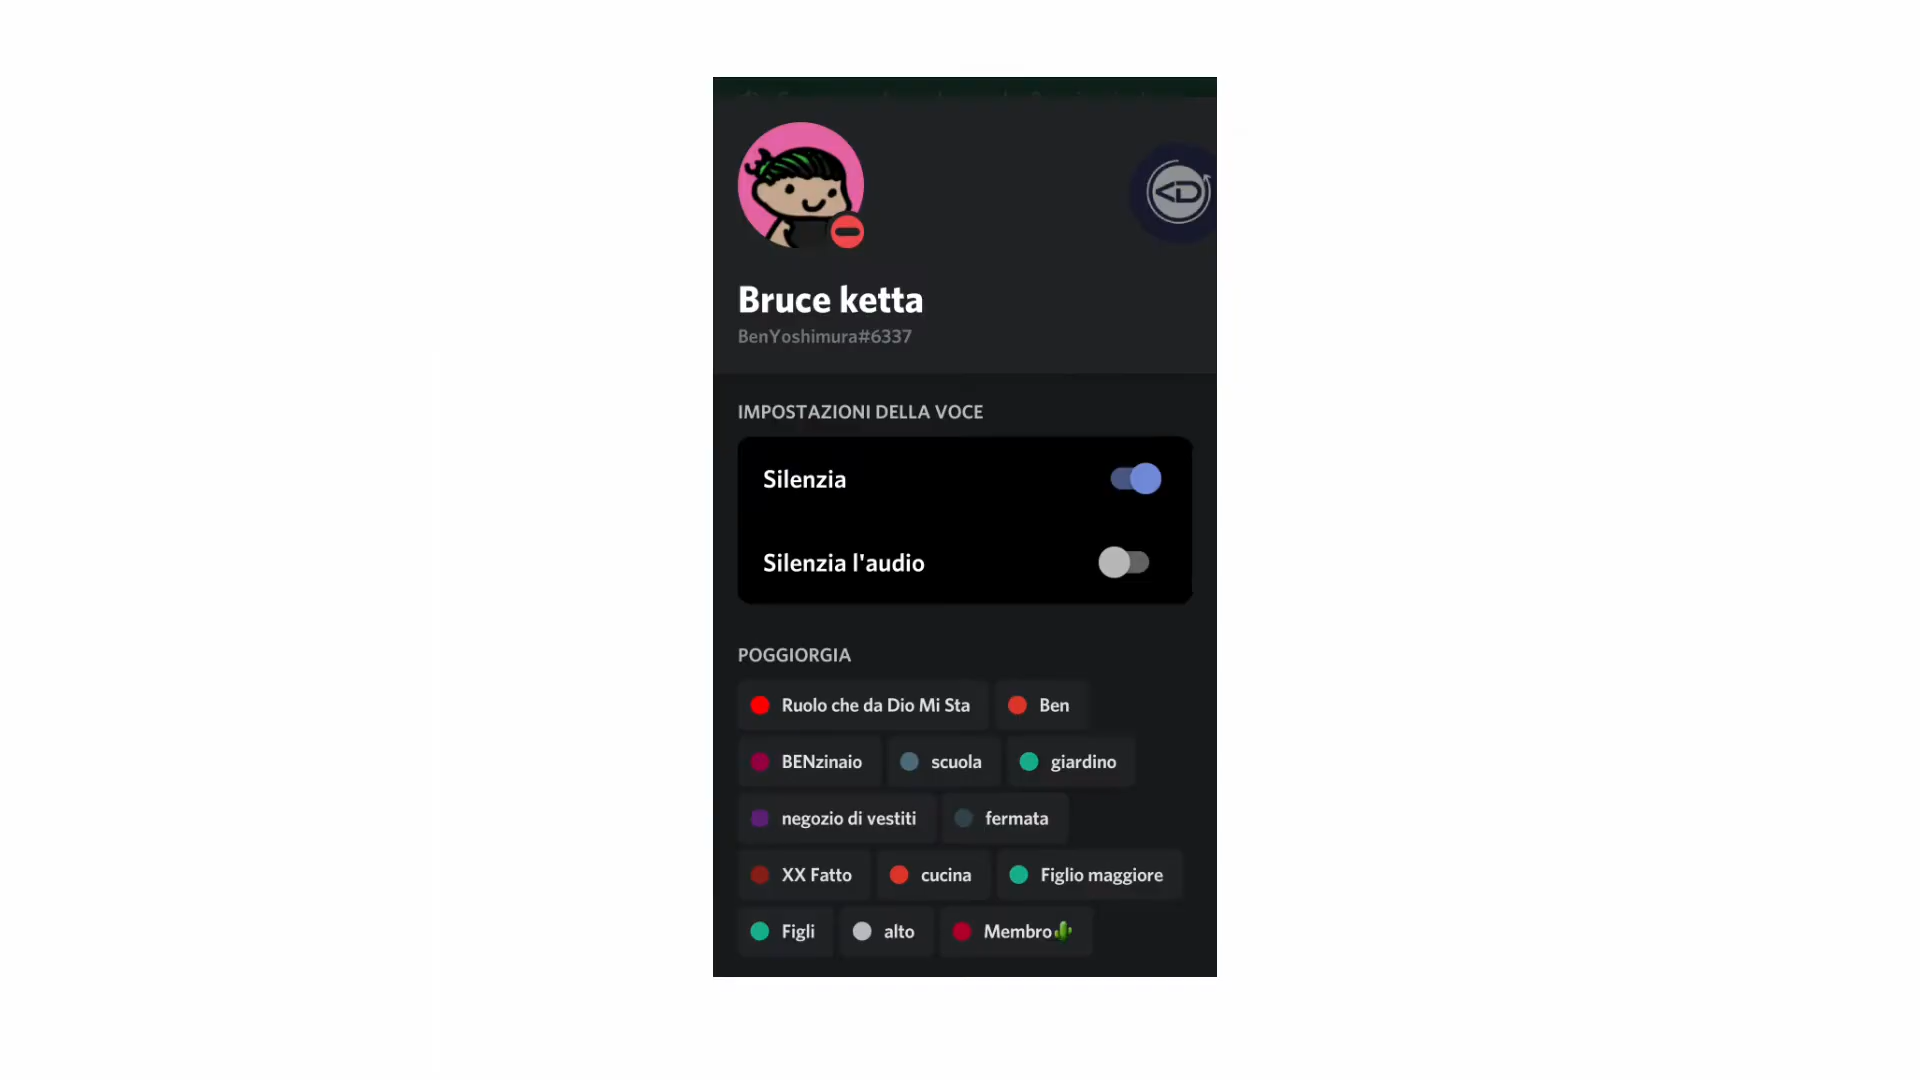 Bruce ketta
BenYoshimura#6337
IMPOSTAZIONI DELLA VOCE
Silenzia
Silenzia l'audio
POGGIORGIA
Ruolo che da Dio Mi Sta Ben
BENzinaio scuola giardino
negozio di vestiti fermata
XX Fatto cucina Figlio maggiore
Figli alto Membro🌵